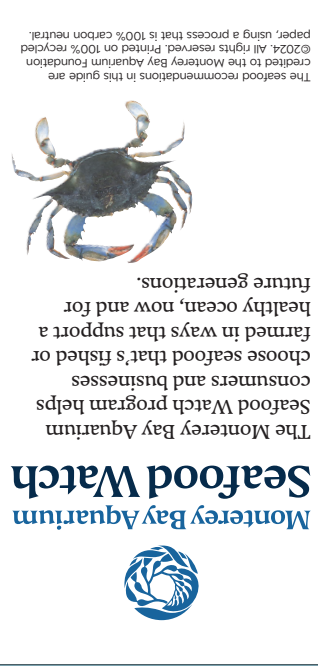 Monterey Bay Aquarium
Seafood Watch
The Monterey Bay Aquarium
Seafood Watch program helps
consumers and businesses
choose seafood that's fished or
farmed in ways that support a
healthy ocean, now and for
future generations.
The seafood recommendations in this guide are
credited to the Monterey Bay Aquarium Foundation
©2024. All rights reserved. Printed on 100% recycled
paper, using a process that is 100% carbon neutral.